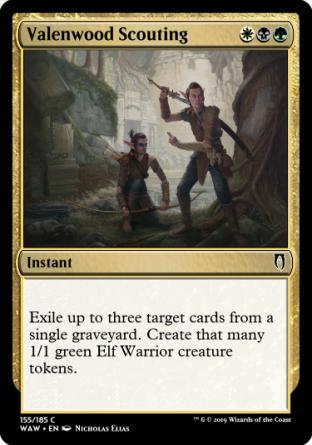 Valenwood Scouting
Instant
Exile up to three target cards from a
single graveyard. Create that many
1/1 green Elf Warrior creature
tokens.
155/185 C
WAW • EN Nicholas Elias
™ & © 2019 Wizards of the Coast